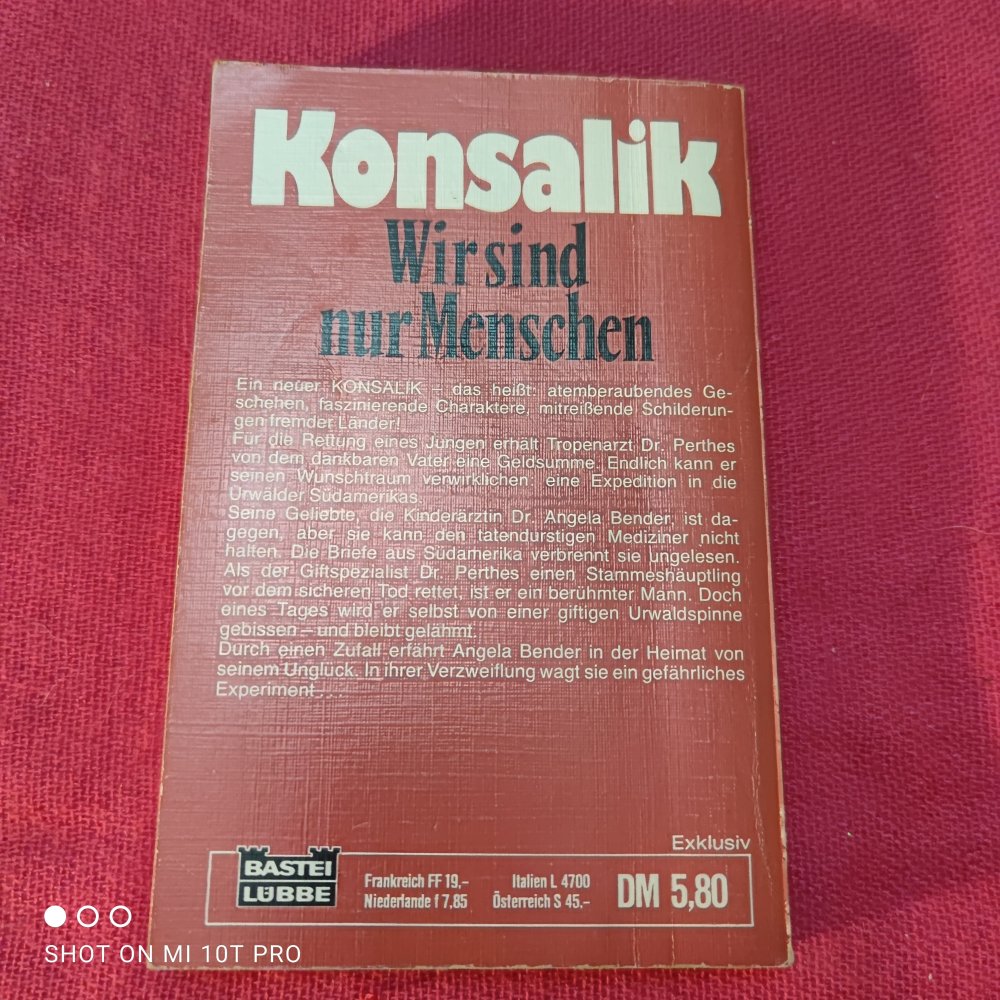 Konsalik
Wir sind
nur Menschen
Ein neuer KONSALIK – das heißt: atemberaubendes Ge-
schehen, faszinierende Charaktere, mitreißende Schilderun-
gen fremder Länder!
Für die Rettung eines Jungen erhält Tropenarzt Dr. Perthes
von dem dankbaren Vater eine Geldsumme. Endlich kann er
seinen Wunschtraum verwirklichen: eine Expedition in die
Urwälder Südamerikas.
Seine Geliebte, die Kinderärztin Dr. Angela Bender, ist da-
gegen, aber sie kann den tatendurstigen Mediziner nicht
halten. Die Briefe aus Südamerika verbrennt sie ungelesen.
Als der Giftspezialist Dr. Perthes einen Stammeshäuptling
vor dem sicheren Tod rettet, ist er ein berühmter Mann. Doch
eines Tages wird er selbst von einer giftigen Urwaldspinne
gebissen – und bleibt gelähmt.
Durch einen Zufall erfährt Angela Bender in der Heimat von
seinem Unglück. In ihrer Verzweiflung wagt sie ein gefährliches
Experiment . . .
Exklusiv
BASTEI
LÜBBE
Frankreich FF 19,– Italien L 4700
Niederlande f 7,85 Österreich S 45,–
DM 5,80
SHOT ON MI 10T PRO